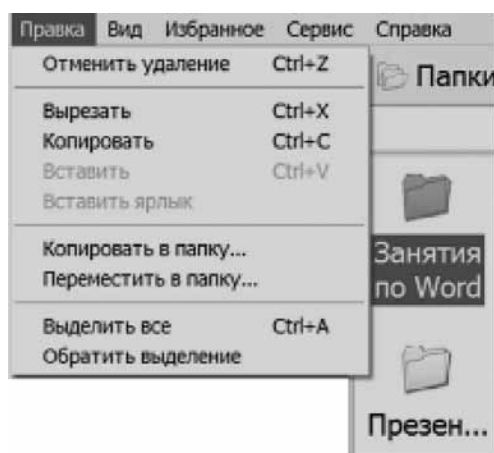 Правка Вид Избранное Сервис Справка
Отменить удаление Ctrl+Z
Вырезать Ctrl+X
Копировать Ctrl+C
Вставить Ctrl+V
Вставить ярлык
Копировать в папку...
Переместить в папку...
Выделить все Ctrl+A
Обратить выделение
Папки
Занятия
по Word
Презен...